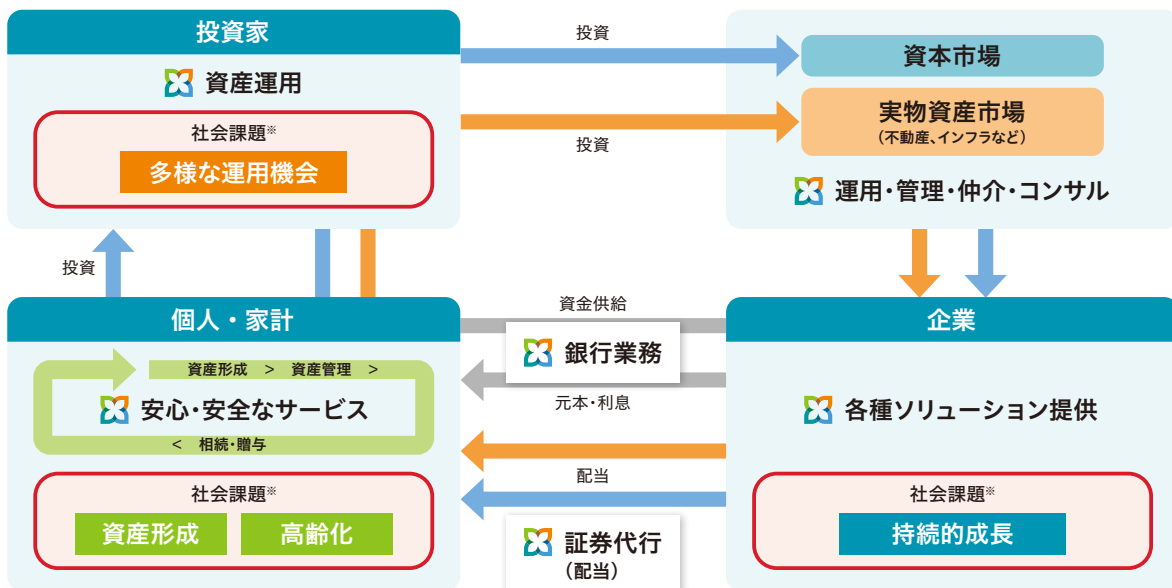 投資家
資産運用
社会課題※
多様な運用機会
投資
投資
資本市場
実物資産市場
(不動産、インフラなど)
運用・管理・仲介・コンサル
投資
個人・家計
資産形成 > 資産管理 >
安心・安全なサービス
< 相続・贈与
社会課題※
資産形成
高齢化
資金供給
銀行業務
元本・利息
配当
証券代行
(配当)
企業
各種ソリューション提供
社会課題※
持続的成長